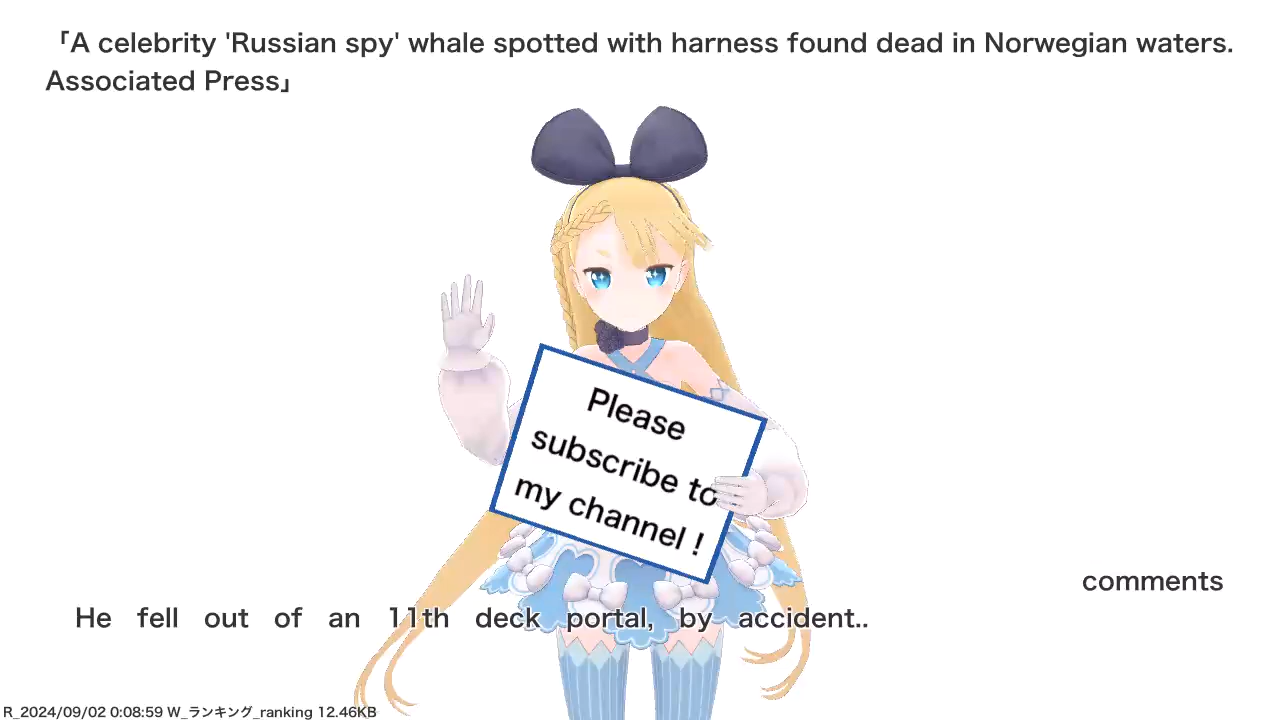 「A celebrity 'Russian spy' whale spotted with harness found dead in Norwegian waters.
Associated Press」
Please
subscribe to
my channel !
comments
He fell out of an 11th deck portal, by accident..
R_2024/09/02 0:08:59 W_ランキング_ranking 12.46KB